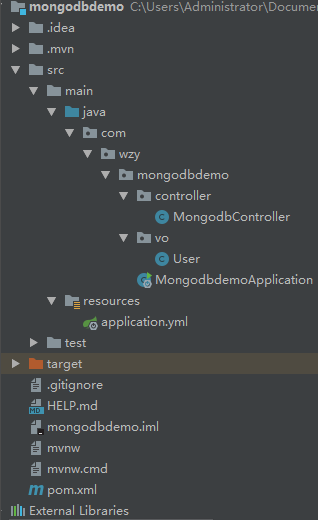 mongodbdemo C:\Users\Administrator\Docume
.idea
.mvn
src
main
java
com
wzy
mongodbdemo
controller
MongodbController
vo
User
MongodbdemoApplication
resources
application.yml
test
target
.gitignore
HELP.md
mongodbdemo.iml
mvnw
mvnw.cmd
pom.xml
External Libraries